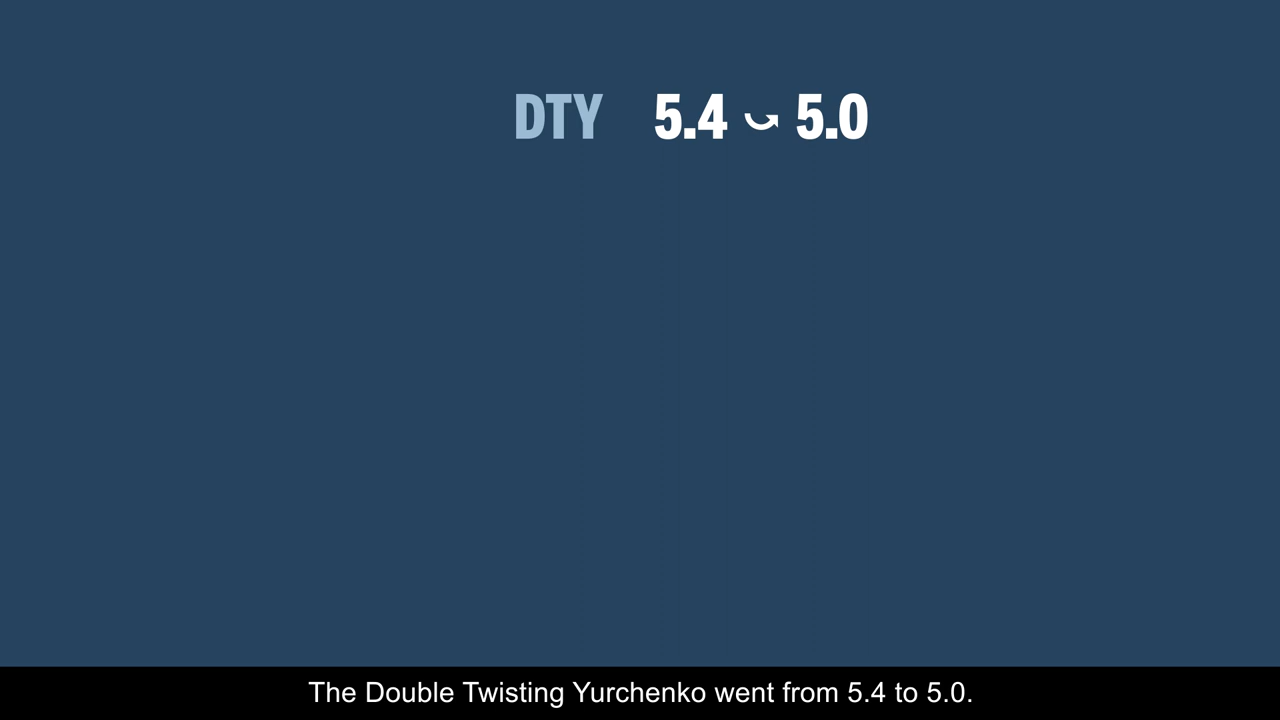 DTY 5.4 ⤿ 5.0
The Double Twisting Yurchenko went from 5.4 to 5.0.